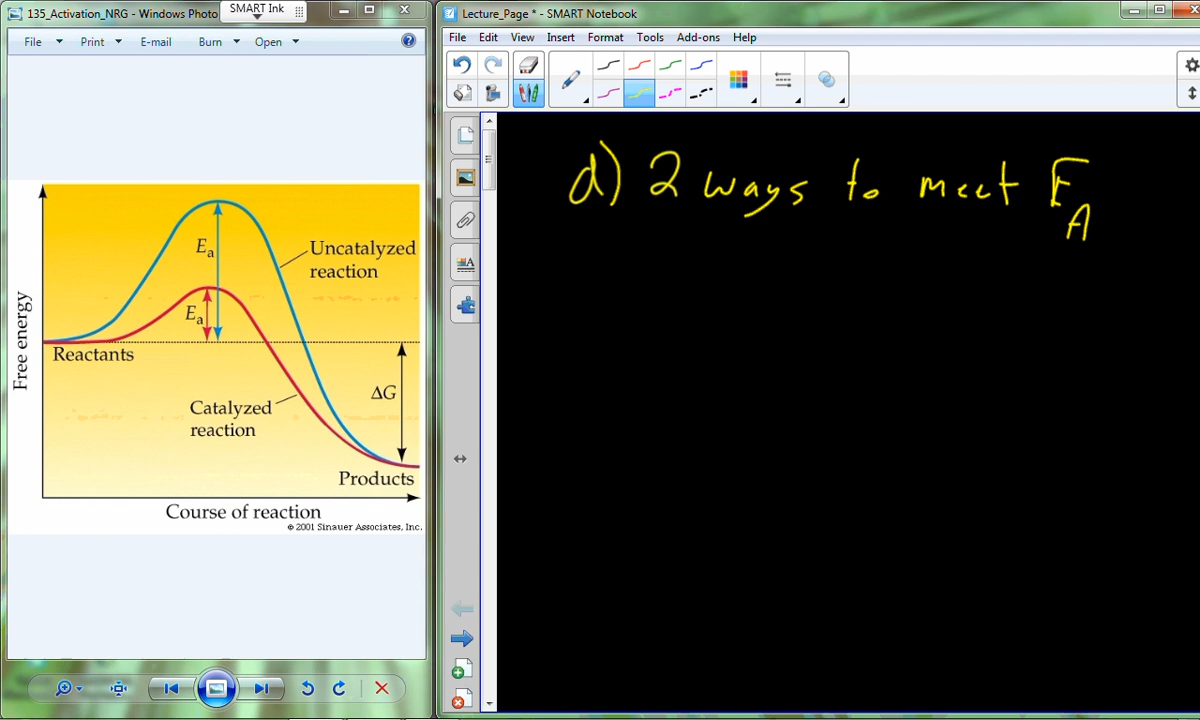 135_Activation_NRG - Windows Photo
SMART Ink
File Print E-mail Burn Open
Free energy
Ea
Uncatalyzed
reaction
Ea
Reactants
ΔG
Catalyzed
reaction
Products
Course of reaction
© 2001 Sinauer Associates, Inc.
Lecture_Page * - SMART Notebook
File Edit View Insert Format Tools Add-ons Help
d) 2 ways to meet EA